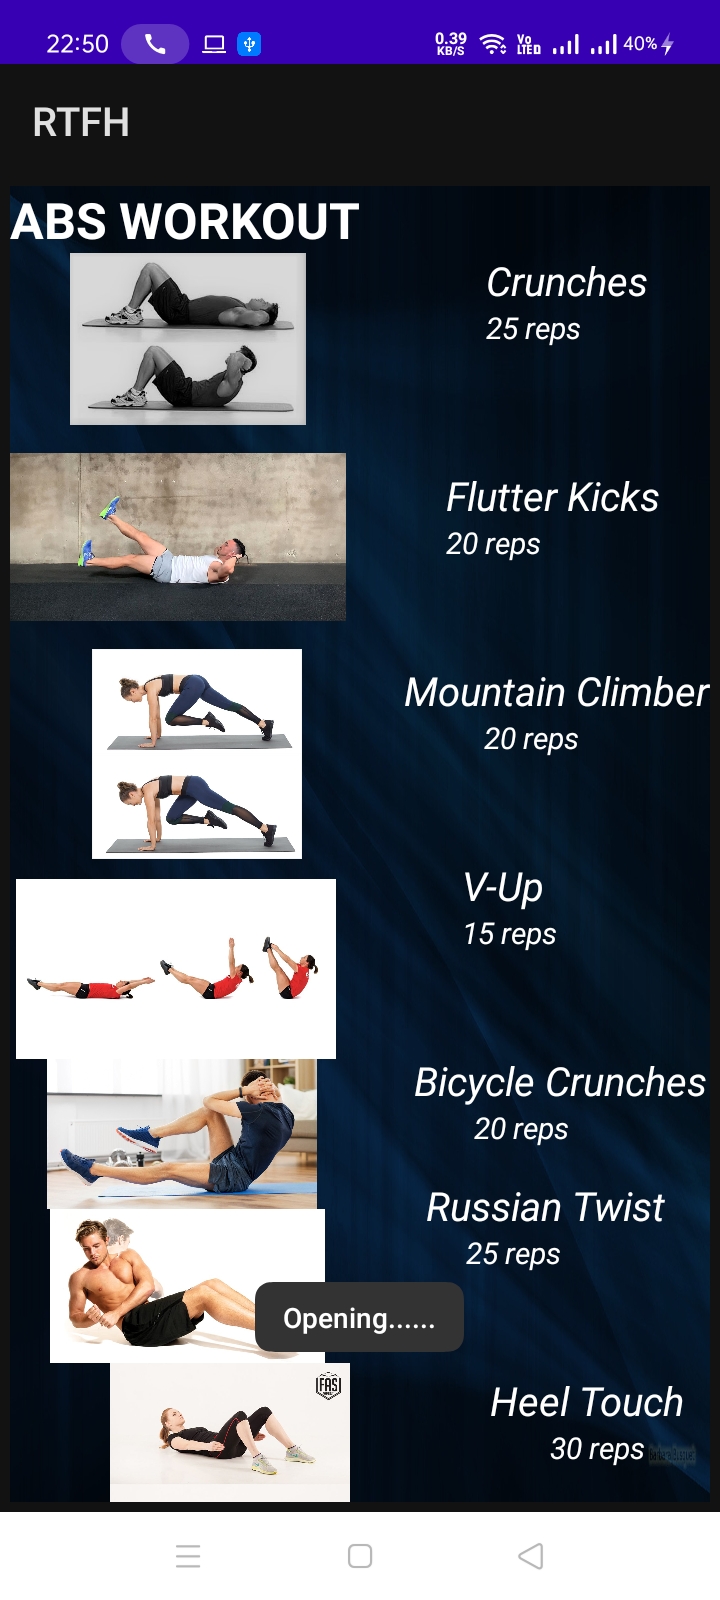 22:50
0.39
KB/S
Vo
LTE
40%
RTFH
ABS WORKOUT
Crunches
25 reps
Flutter Kicks
20 reps
Mountain Climber
20 reps
V-Up
15 reps
Bicycle Crunches
20 reps
Russian Twist
25 reps
Opening......
FAS
Heel Touch
30 reps